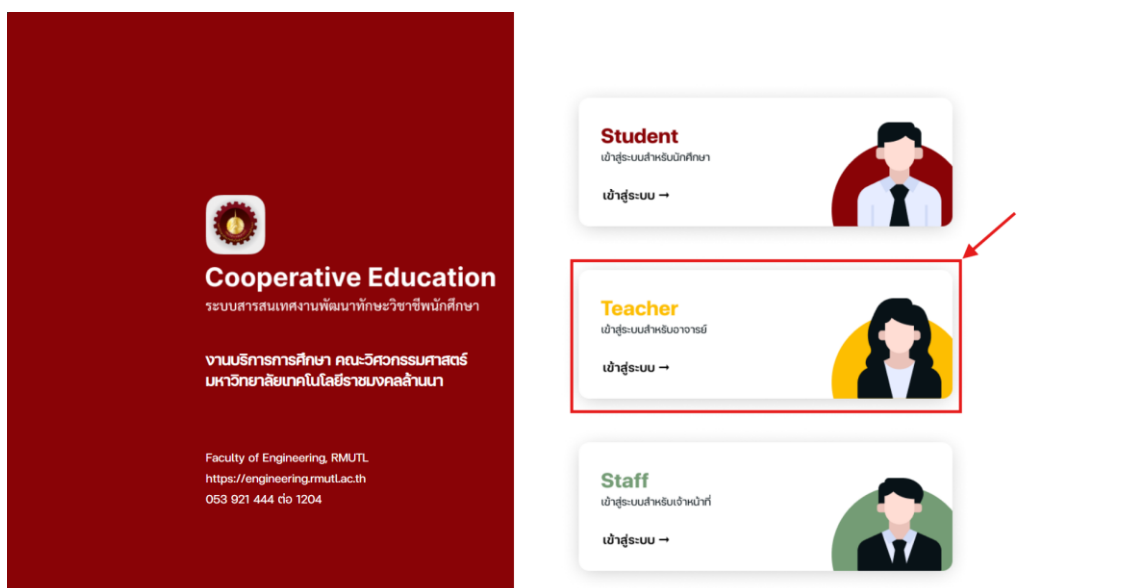 Cooperative Education
ระบบสารสนเทศงานพัฒนาทักษะวิชาชีพนักศึกษา
งานบริการการศึกษา คณะวิศวกรรมศาสตร์
มหาวิทยาลัยเทคโนโลยีราชมงคลล้านนา
Faculty of Engineering, RMUTL
https://engineering.rmutl.ac.th
053 921 444 ต่อ 1204
Student
เข้าสู่ระบบสำหรับนักศึกษา
เข้าสู่ระบบ →
Teacher
เข้าสู่ระบบสำหรับอาจารย์
เข้าสู่ระบบ →
Staff
เข้าสู่ระบบสำหรับเจ้าหน้าที่
เข้าสู่ระบบ →